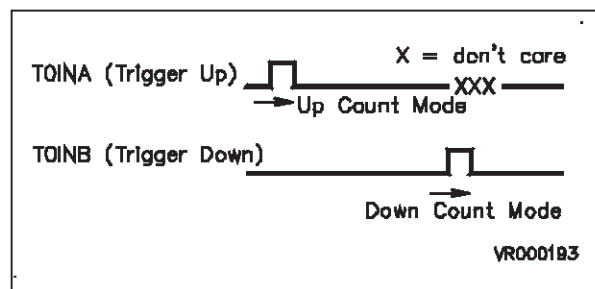 X = don't care
TOINA (Trigger Up)
XXX
Up Count Mode
TOINB (Trigger Down)
Down Count Mode
VR000193